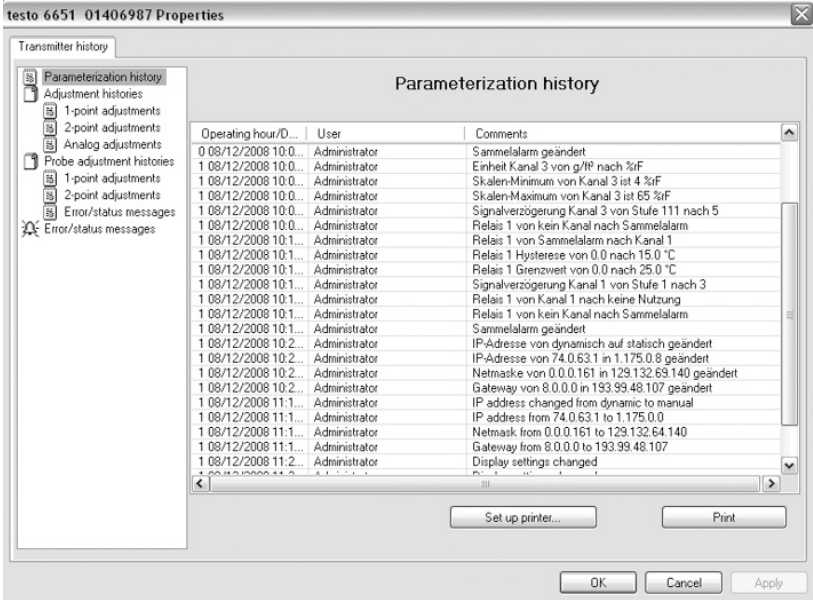 testo 6651 01406987 Properties
Transmitter history
Parameterization history
Adjustment histories
1-point adjustments
2-point adjustments
Analog adjustments
Probe adjustment histories
1-point adjustments
2-point adjustments
Error/status messages
Error/status messages
Parameterization history
Operating hour/D... User Comments
0 08/12/2008 10:0... Administrator Sammelalarm geändert
1 08/12/2008 10:0... Administrator Einheit Kanal 3 von g/ft³ nach %rF
1 08/12/2008 10:0... Administrator Skalen-Minimum von Kanal 3 ist 4 %rF
1 08/12/2008 10:0... Administrator Skalen-Maximum von Kanal 3 ist 65 %rF
1 08/12/2008 10:0... Administrator Signalverzögerung Kanal 3 von Stufe 111 nach 5
1 08/12/2008 10:0... Administrator Relais 1 von kein Kanal nach Sammelalarm
1 08/12/2008 10:1... Administrator Relais 1 von Sammelalarm nach Kanal 1
1 08/12/2008 10:1... Administrator Relais 1 Hysterese von 0.0 nach 15.0 °C
1 08/12/2008 10:1... Administrator Relais 1 Grenzwert von 0.0 nach 25.0 °C
1 08/12/2008 10:1... Administrator Signalverzögerung Kanal 1 von Stufe 1 nach 3
1 08/12/2008 10:1... Administrator Relais 1 von Kanal 1 nach keine Nutzung
1 08/12/2008 10:1... Administrator Relais 1 von kein Kanal nach Sammelalarm
1 08/12/2008 10:1... Administrator Sammelalarm geändert
1 08/12/2008 10:2... Administrator IP-Adresse von dynamisch auf statisch geändert
1 08/12/2008 10:2... Administrator IP-Adresse von 74.0.63.1 in 1.175.0.8 geändert
1 08/12/2008 10:2... Administrator Netmaske von 0.0.0.161 in 129.132.69.140 geändert
1 08/12/2008 10:2... Administrator Gateway von 8.0.0.0 in 193.99.48.107 geändert
1 08/12/2008 11:1... Administrator IP address changed from dynamic to manual
1 08/12/2008 11:1... Administrator IP address from 74.0.63.1 to 1.175.0.0
1 08/12/2008 11:1... Administrator Netmask from 0.0.0.161 to 129.132.64.140
1 08/12/2008 11:1... Administrator Gateway from 8.0.0.0 to 193.99.48.107
1 08/12/2008 11:2... Administrator Display settings changed
Set up printer... Print
OK Cancel Apply